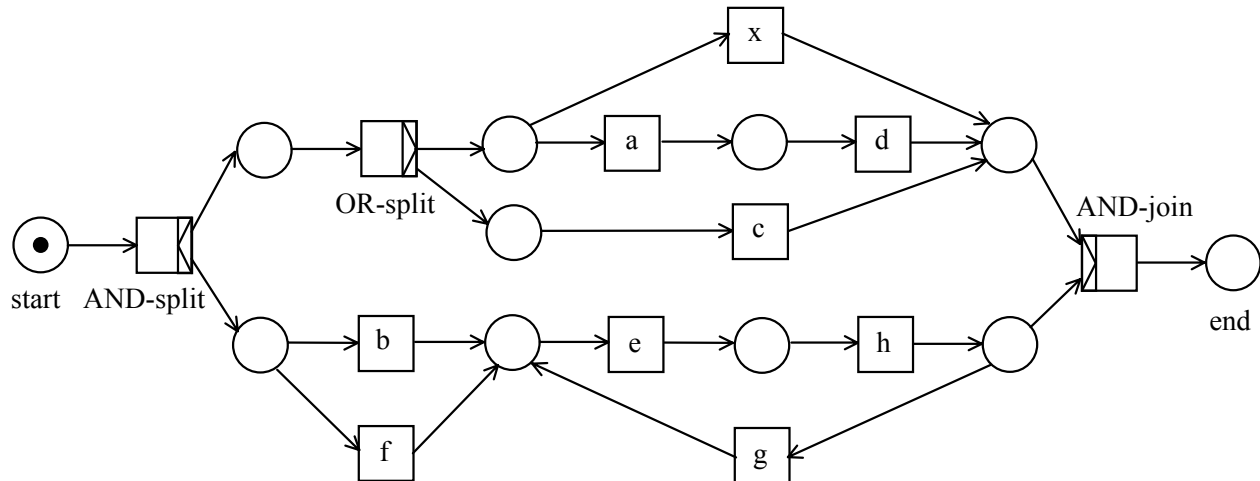 x
a
d
OR-split
c
AND-join
start
AND-split
b
e
h
end
f
g